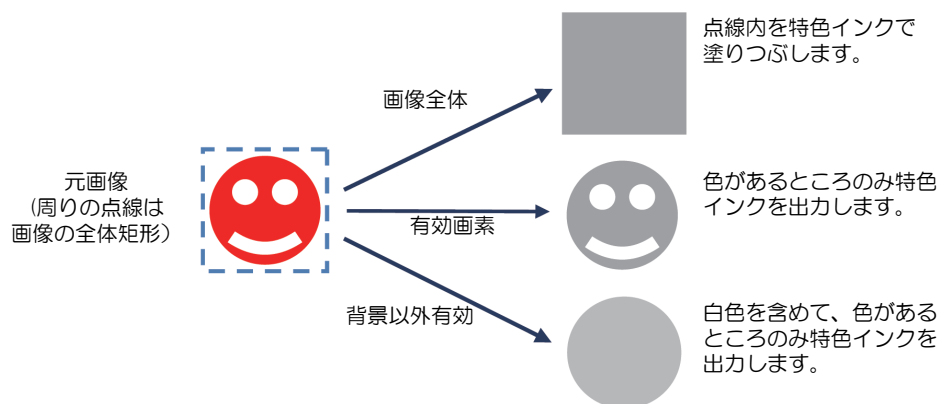 点線内を特色インクで
塗りつぶします。
画像全体
元画像
(周りの点線は
画像の全体矩形)
色があるところのみ特色
インクを出力します。
有効画素
背景以外有効
白色を含めて、色がある
ところのみ特色インクを
出力します。